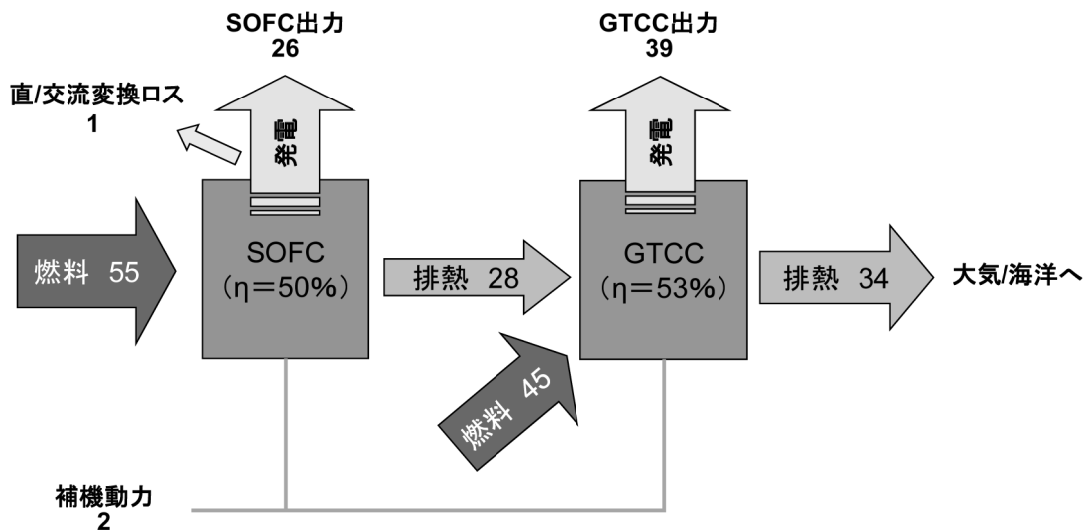 SOFC出力
26
GTCC出力
39
直/交流変換ロス
1
発電
発電
燃料 55
SOFC
(η=50%)
排熱 28
GTCC
(η=53%)
排熱 34
大気/海洋へ
燃料 45
補機動力
2